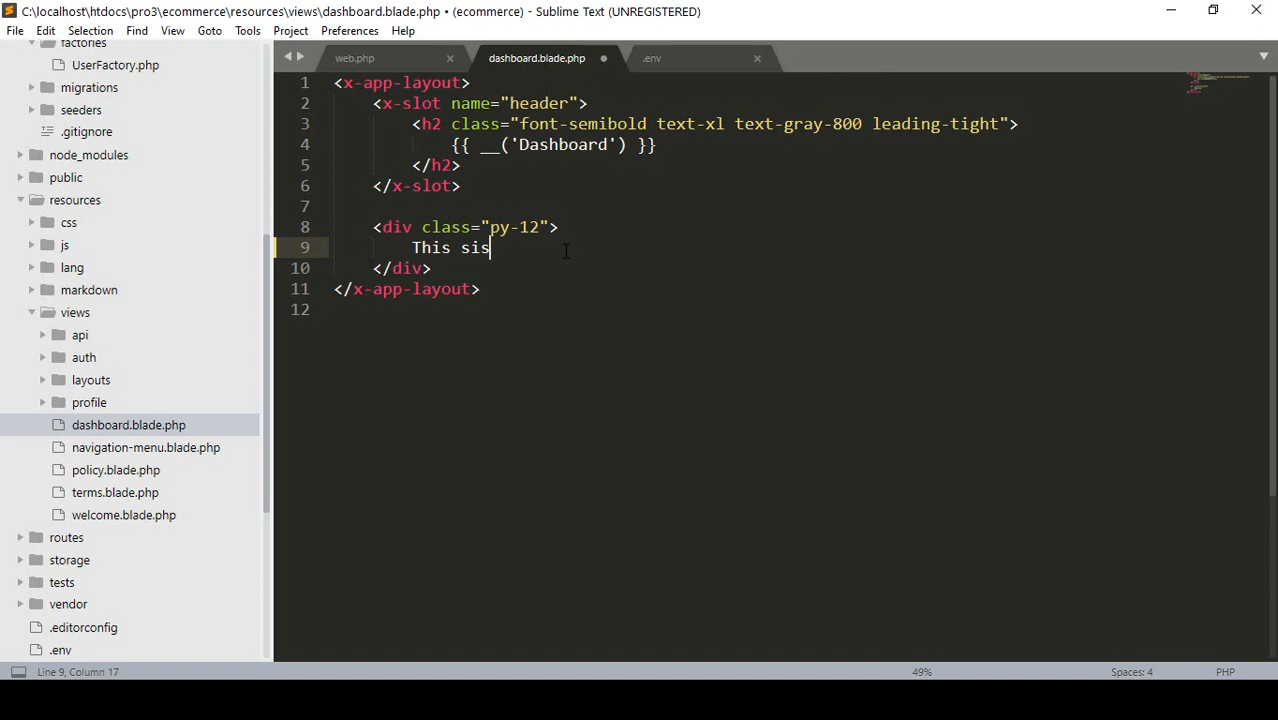 C:\localhost\htdocs\pro3\ecommerce\resources\views\dashboard.blade.php • (ecommerce) - Sublime Text (UNREGISTERED)
File Edit Selection Find View Goto Tools Project Preferences Help
factories
UserFactory.php
migrations
seeders
.gitignore
node_modules
public
resources
css
js
lang
markdown
views
api
auth
layouts
profile
dashboard.blade.php
navigation-menu.blade.php
policy.blade.php
terms.blade.php
welcome.blade.php
routes
storage
tests
vendor
.editorconfig
.env
web.php dashboard.blade.php .env
1 <x-app-layout>
2     <x-slot name="header">
3         <h2 class="font-semibold text-xl text-gray-800 leading-tight">
4             {{ __('Dashboard') }}
5         </h2>
6     </x-slot>
7
8     <div class="py-12">
9         This sis
10     </div>
11 </x-app-layout>
12
Line 9, Column 17 49% Spaces: 4 PHP